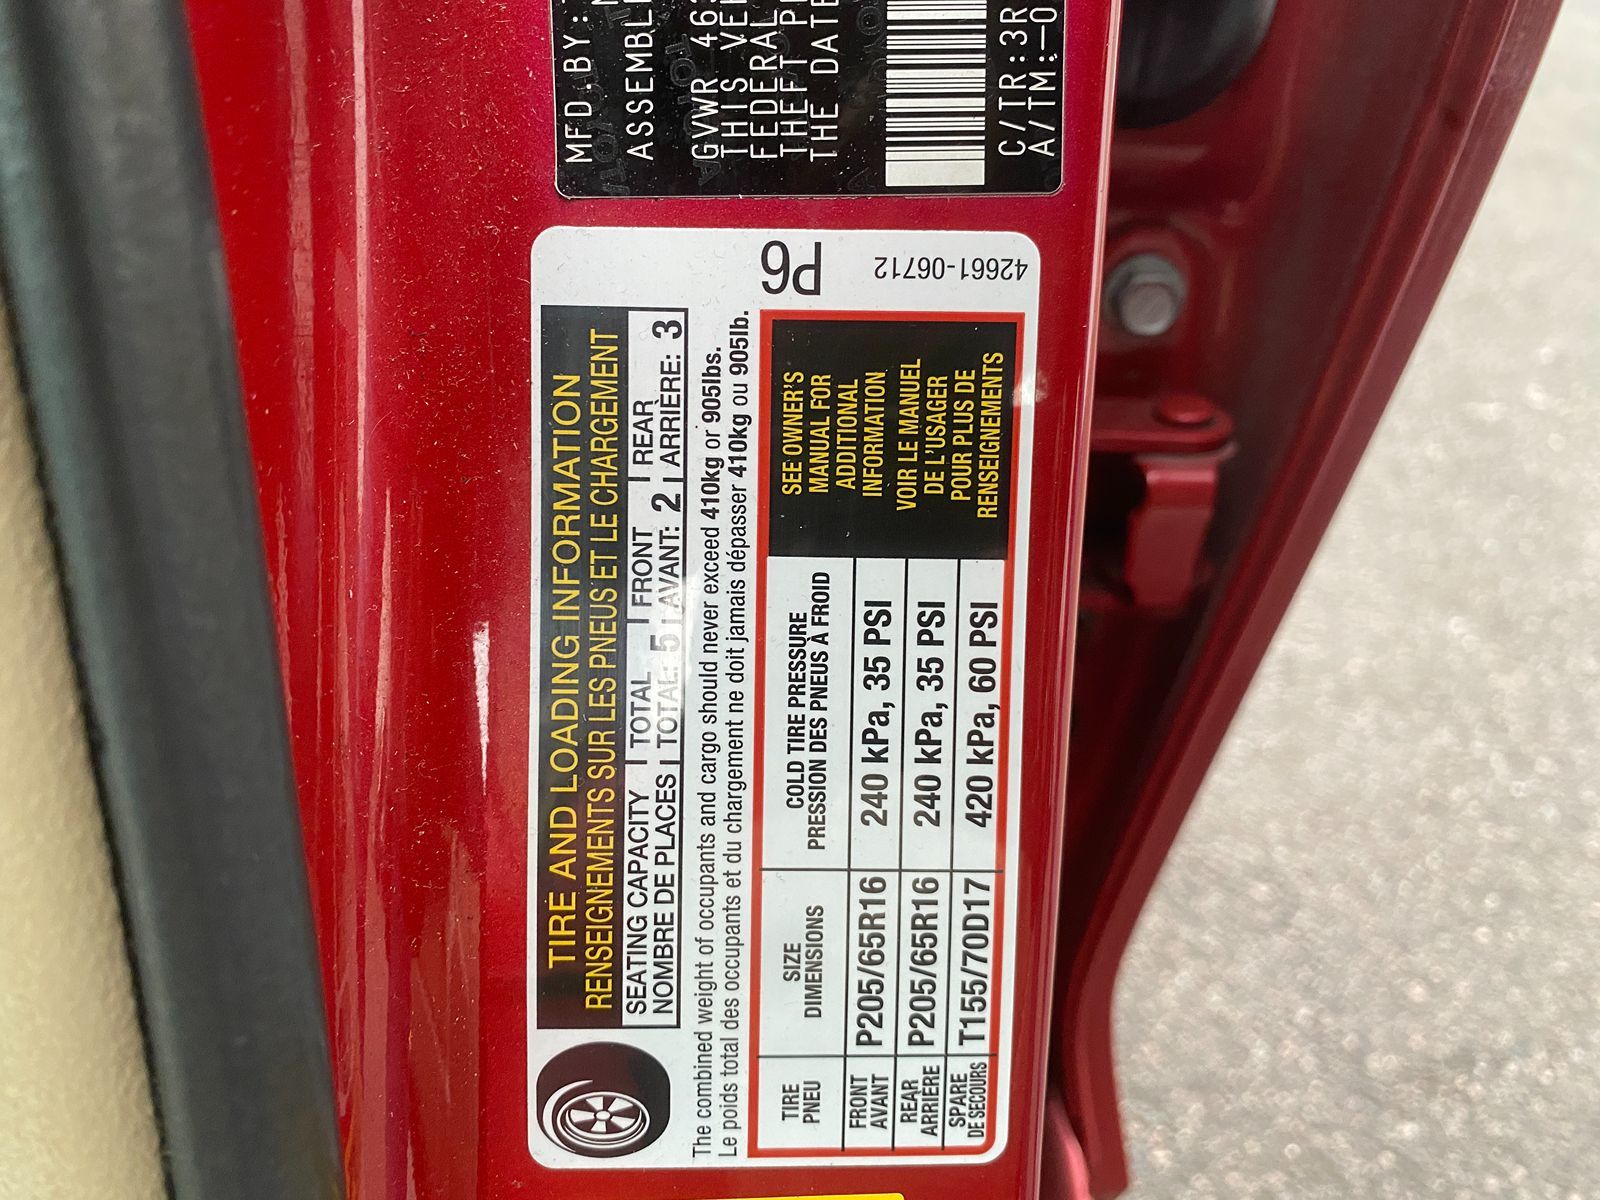 MFD.BY:
ASSEMBL
GVWR 46
THIS VE
FEDERAL
THEFT P
THE DATE
C/TR:3R
A/TM:-0
TIRE AND LOADING INFORMATION
RENSEIGNEMENTS SUR LES PNEUS ET LE CHARGEMENT
SEATING CAPACITY | TOTAL | FRONT | REAR
NOMBRE DE PLACES | TOTAL: 5 | AVANT: 2 | ARRIÈRE: 3
The combined weight of occupants and cargo should never exceed 410kg or 905lbs.
Le poids total des occupants et du chargement ne doit jamais dépasser 410kg ou 905lb.
TIRE SIZE COLD TIRE PRESSURE
PNEU DIMENSIONS PRESSION DES PNEUS À FROID
FRONT
AVANT P205/65R16 240 kPa, 35 PSI
REAR
ARRIÈRE P205/65R16 240 kPa, 35 PSI
SPARE
DE SECOURS T155/70D17 420 kPa, 60 PSI
SEE OWNER'S
MANUAL FOR
ADDITIONAL
INFORMATION
VOIR LE MANUEL
DE L'USAGER
POUR PLUS DE
RENSEIGNEMENTS
P6
42661-06712